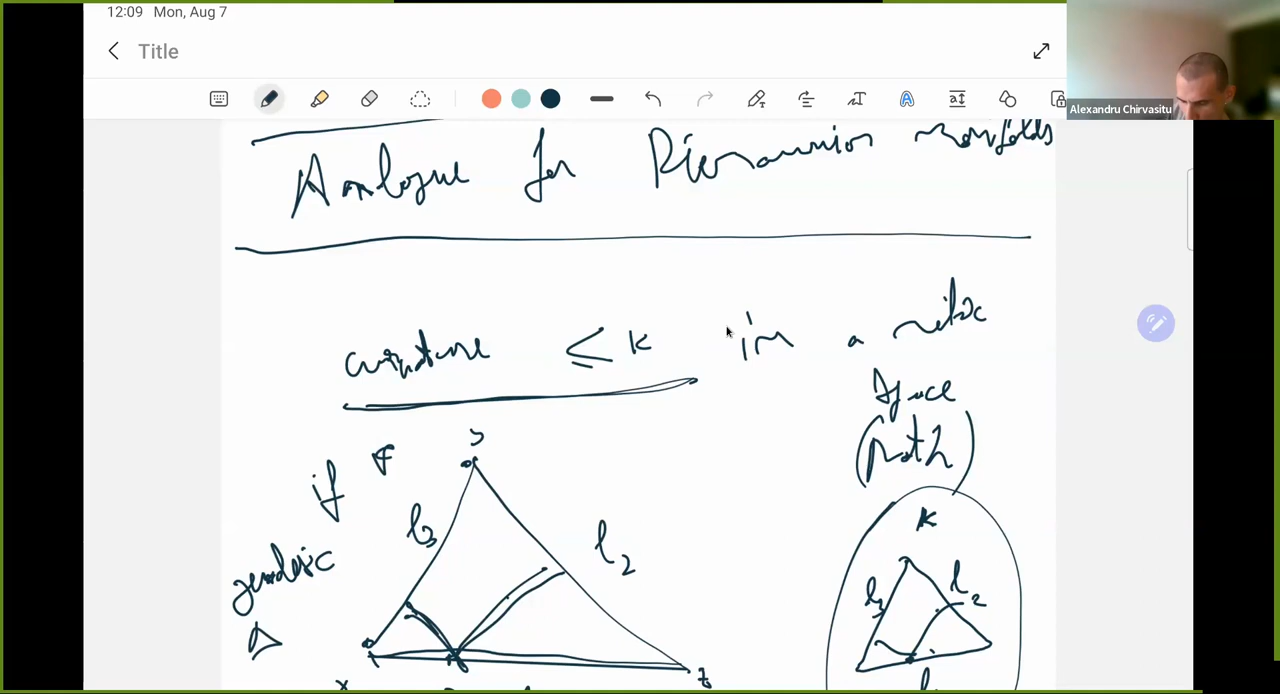 12:09 Mon, Aug 7
Title
Alexandru Chirvasitu
Analogue for Riemannian manifolds
curvature ≤ k in a metric
space
(path)
if ∀
geodesic
△
y
l₃ l₂
x z
k
l₃ l₂